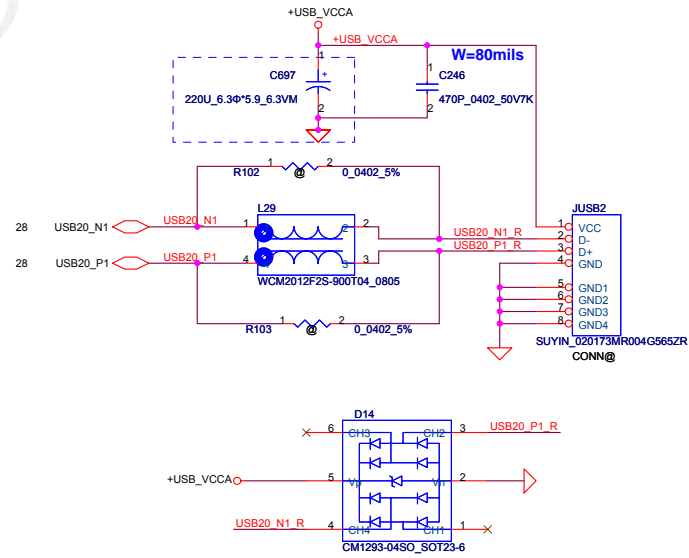 +USB_VCCA
+USB_VCCA
W=80mils
1
C697
+
220U_6.3Φ*5.9_6.3VM
2
1
C246
470P_0402_50V7K
2
R102
1
@
2
0_0402_5%
L29
28
USB20_N1
USB20_N1
1
2
2
USB20_N1_R
28
USB20_P1
USB20_P1
4
3
3
USB20_P1_R
WCM2012F2S-900T04_0805
R103
1
@
2
0_0402_5%
JUSB2
1
VCC
2
D-
3
D+
4
GND
5
GND1
6
GND2
7
GND3
8
GND4
SUYIN_020173MR004G565ZR
CONN@
D14
6
CH3
CH2
3
USB20_P1_R
+USB_VCCA
5
Vp
Vn
2
USB20_N1_R
4
CH4
CH1
1
CM1293-04SO_SOT23-6